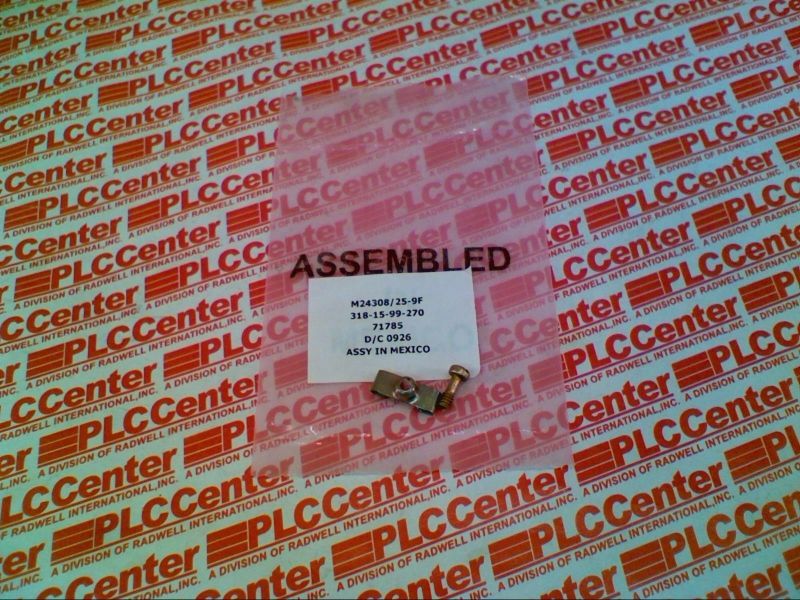 PLCCenter
A DIVISION OF RADWELL INTERNATIONAL, INC.
ASSEMBLED
M24308/25-9F
318-15-99-270
71785
D/C 0926
ASSY IN MEXICO